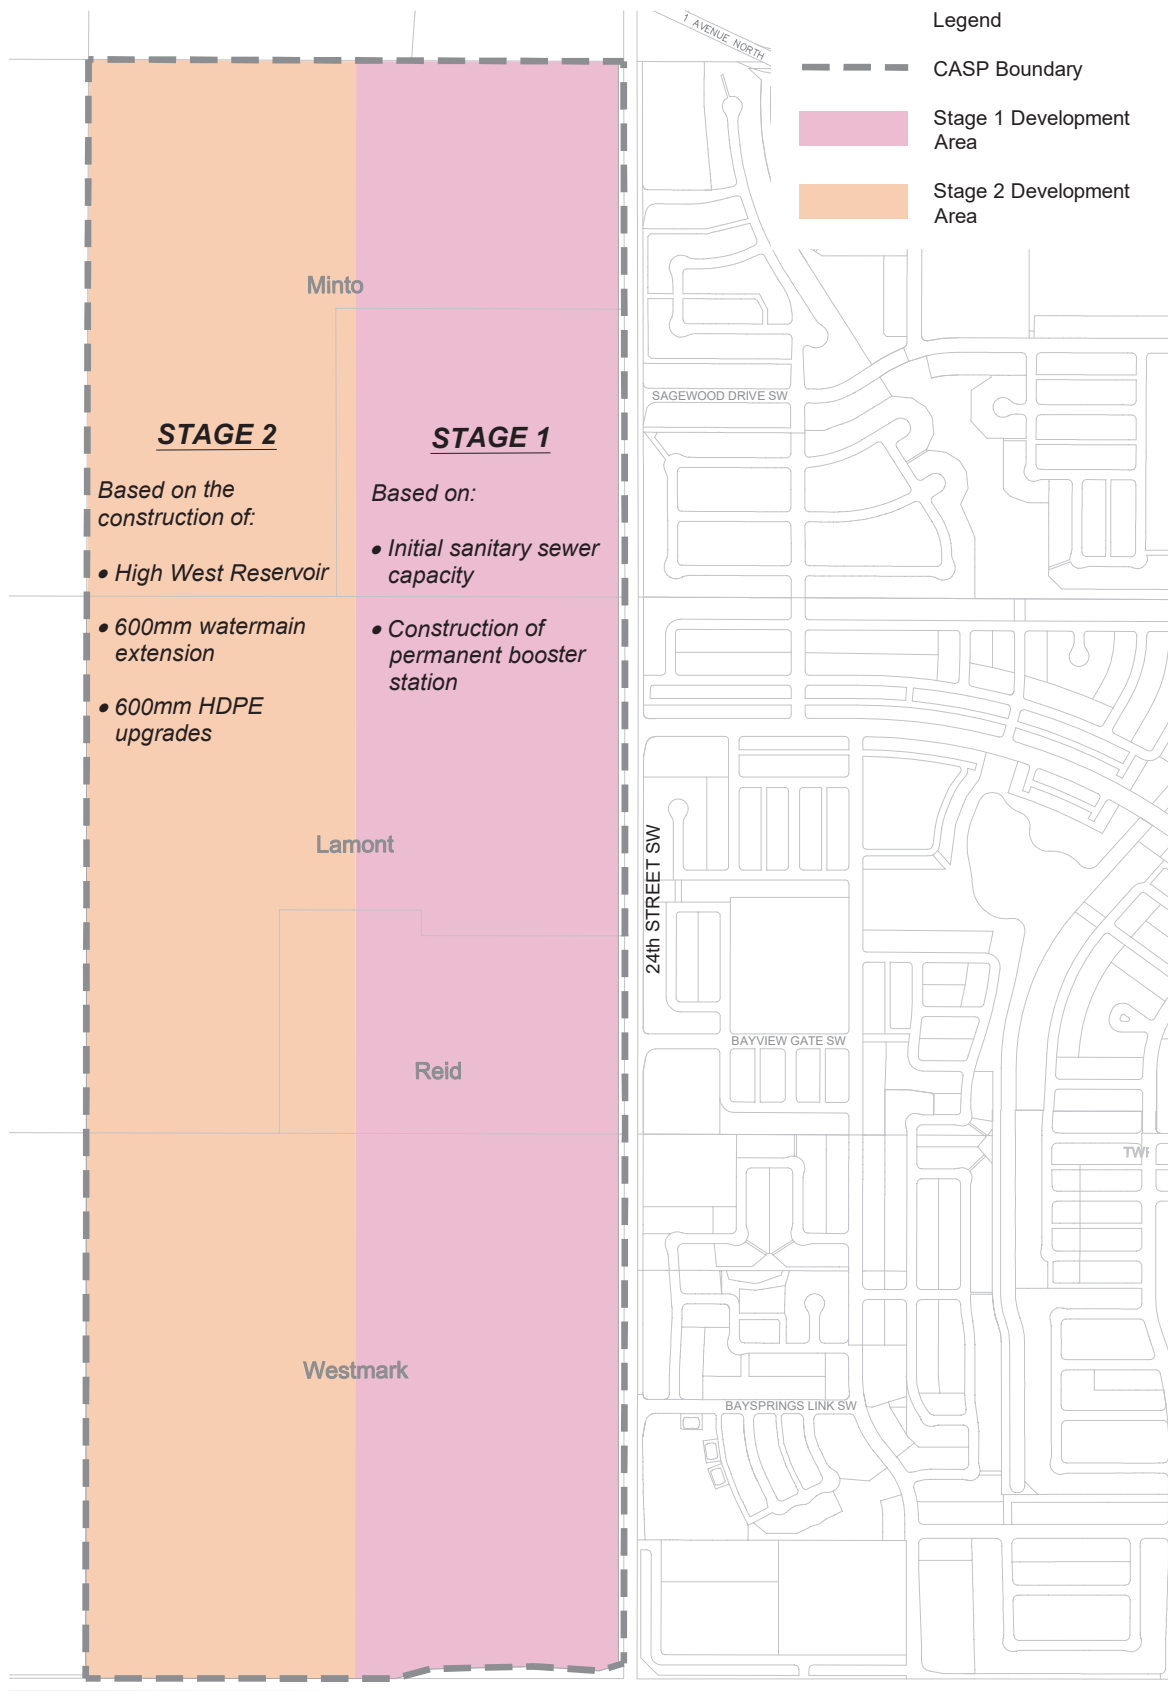 1 AVENUE NORTH
Legend
CASP Boundary
Stage 1 Development
Area
Stage 2 Development
Area
Minto
SAGEWOOD DRIVE SW
STAGE 2
Based on the
construction of:
• High West Reservoir
• 600mm watermain
extension
• 600mm HDPE
upgrades
STAGE 1
Based on:
• Initial sanitary sewer
capacity
• Construction of
permanent booster
station
Lamont
24th STREET SW
BAYVIEW GATE SW
Reid
Westmark
BAYSPRINGS LINK SW